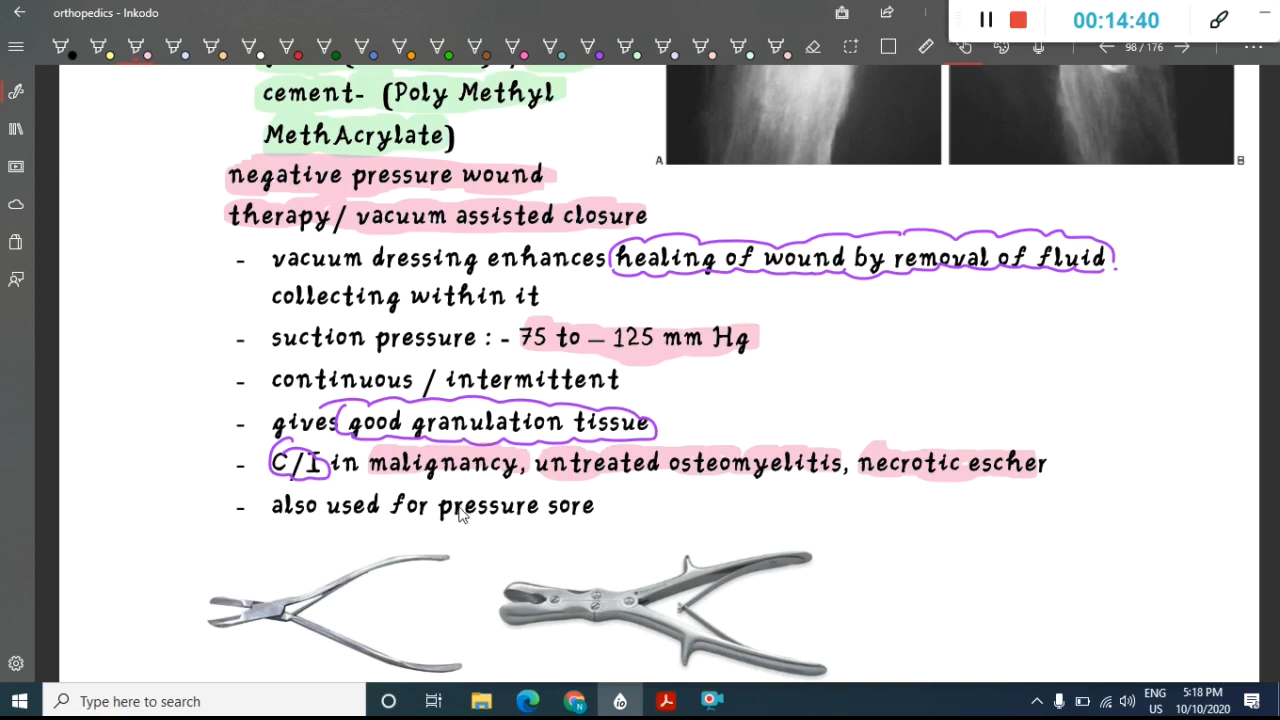 orthopedics - Inkodo
00:14:40
98 / 176
cement- (Poly Methyl
MethAcrylate)
A
B
negative pressure wound
therapy/ vacuum assisted closure
- vacuum dressing enhances healing of wound by removal of fluid
collecting within it
- suction pressure : - 75 to – 125 mm Hg
- continuous / intermittent
- gives good granulation tissue
- C/I in malignancy, untreated osteomyelitis, necrotic escher
- also used for pressure sore
Type here to search
ENG
US
5:18 PM
10/10/2020